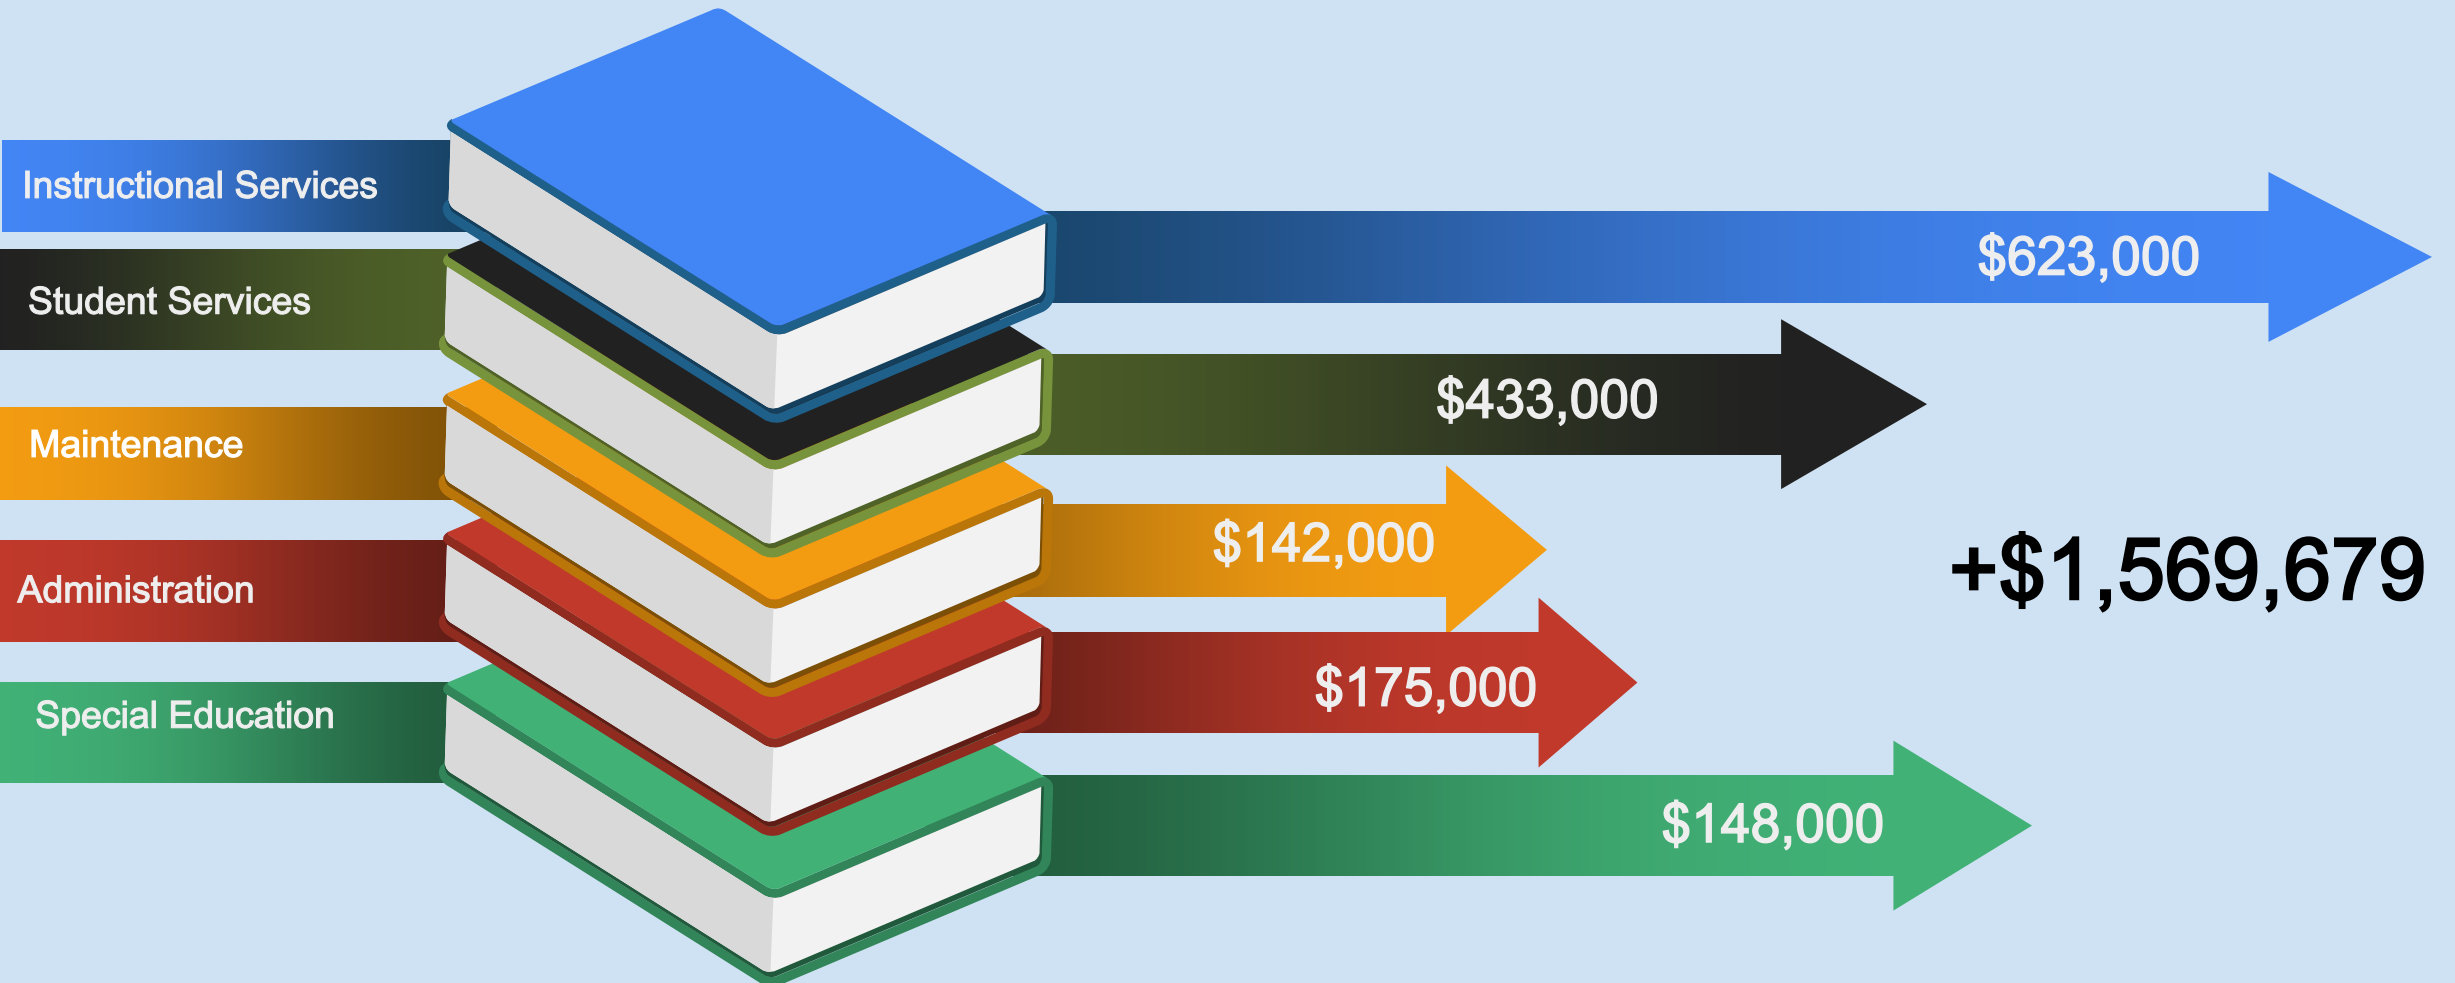 Instructional Services
$623,000
Student Services
$433,000
Maintenance
$142,000
+$1,569,679
Administration
$175,000
Special Education
$148,000